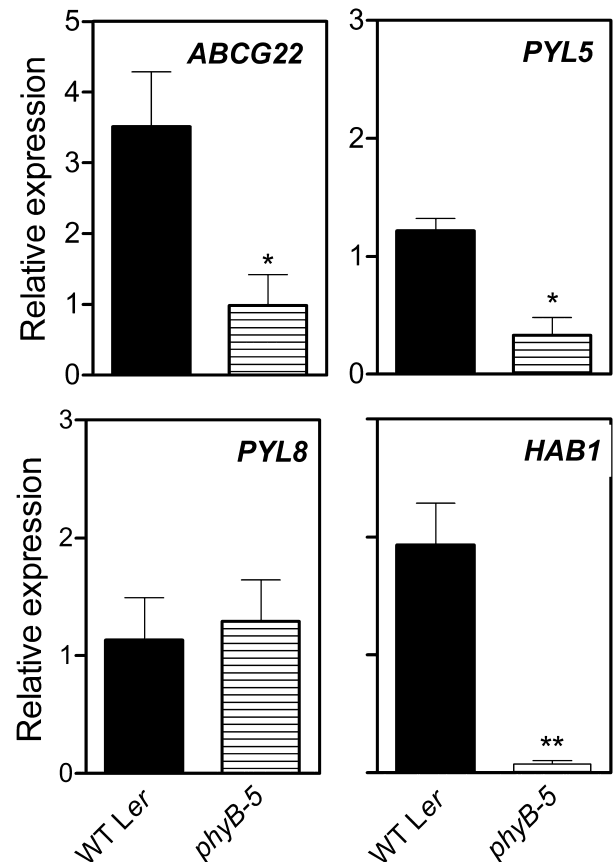 5
4
3
2
1
0
Relative expression
ABCG22
*
3
2
1
0
PYL5
*
3
2
1
0
Relative expression
PYL8
HAB1
**
WT Ler
phyB-5
WT Ler
phyB-5